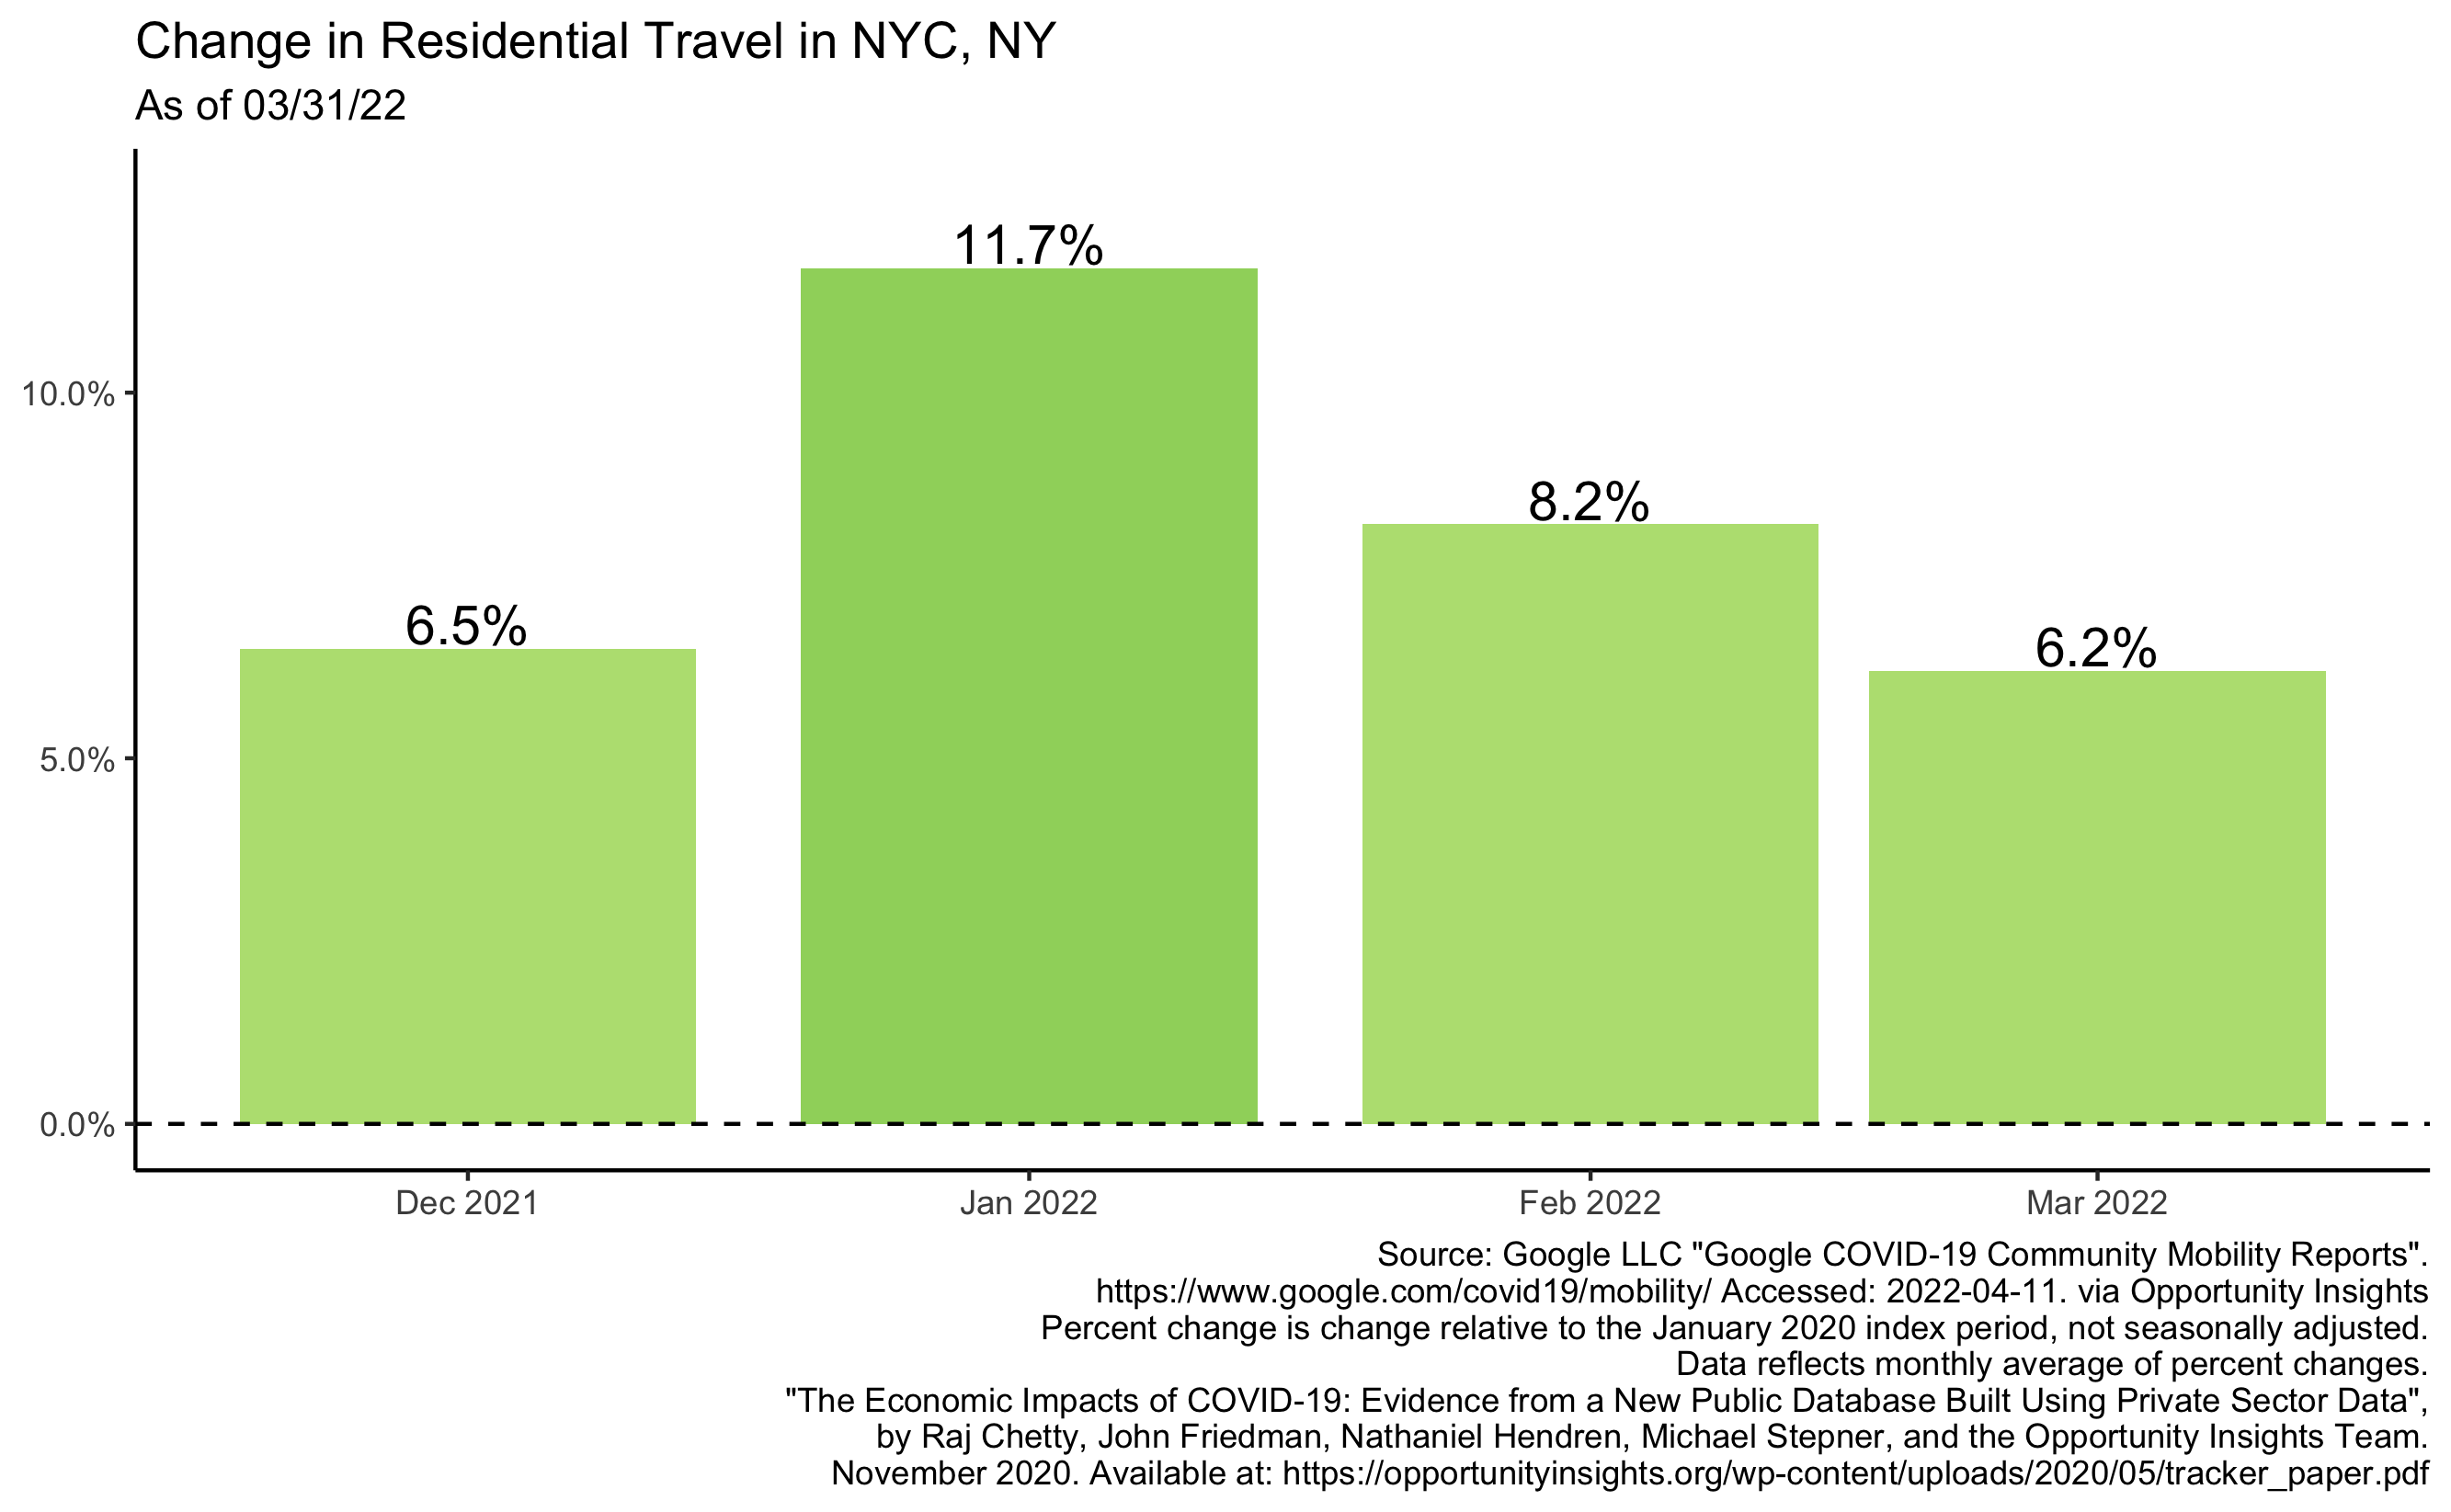 Change in Residential Travel in NYC, NY
As of 03/31/22
11.7%
10.0%
8.2%
6.5%
6.2%
5.0%
0.0%
Dec 2021
Jan 2022
Feb 2022
Mar 2022
Source: Google LLC "Google COVID-19 Community Mobility Reports".
https://www.google.com/covid19/mobility/ Accessed: 2022-04-11. via Opportunity Insights
Percent change is change relative to the January 2020 index period, not seasonally adjusted.
Data reflects monthly average of percent changes.
"The Economic Impacts of COVID-19: Evidence from a New Public Database Built Using Private Sector Data",
by Raj Chetty, John Friedman, Nathaniel Hendren, Michael Stepner, and the Opportunity Insights Team.
November 2020. Available at: https://opportunityinsights.org/wp-content/uploads/2020/05/tracker_paper.pdf